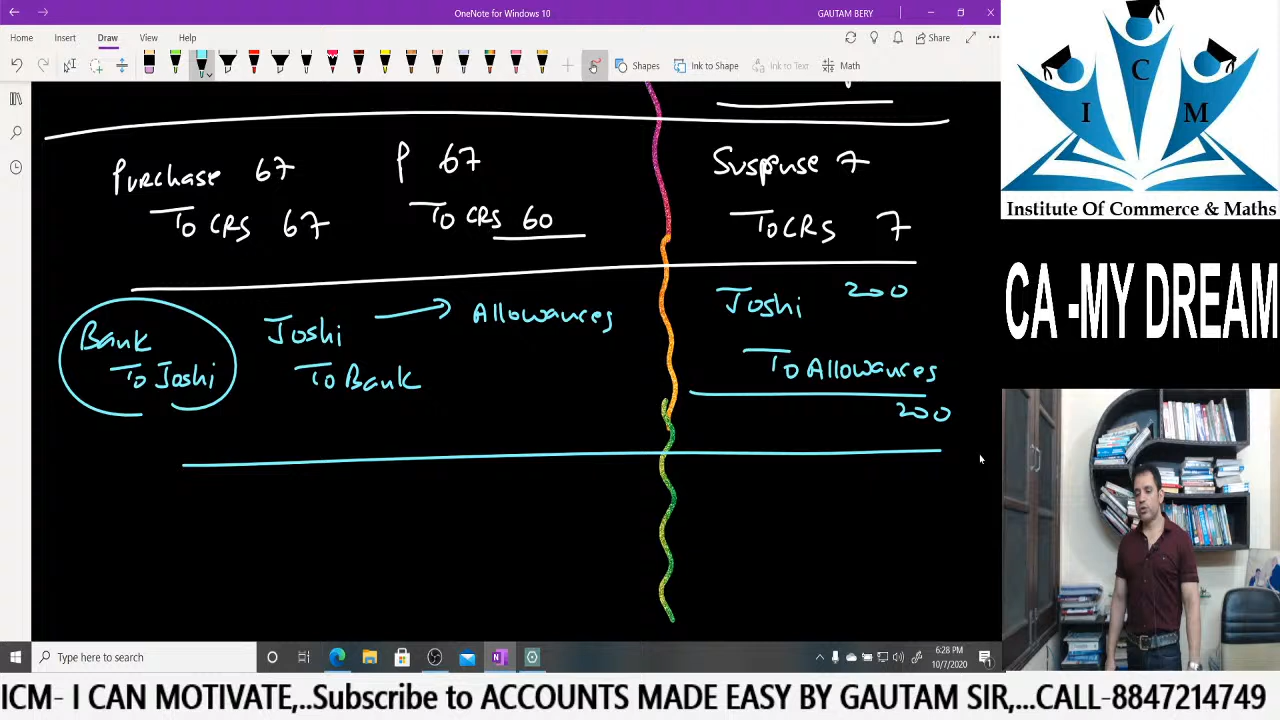 OneNote for Windows 10
GAUTAM BERY
Home Insert Draw View Help
Share
Shapes Ink to Shape Ink to Text Math
Purchase 67 P 67 Suspense 7
To CRS 67 To CRS 60 To CRS 7
Bank Joshi → Allowances Joshi 200
To Joshi To Bank To Allowances
200
I C M
Institute Of Commerce & Maths
CA -MY DREAM
Type here to search
6:28 PM
10/7/2020
ICM- I CAN MOTIVATE,..Subscribe to ACCOUNTS MADE EASY BY GAUTAM SIR,...CALL-8847214749